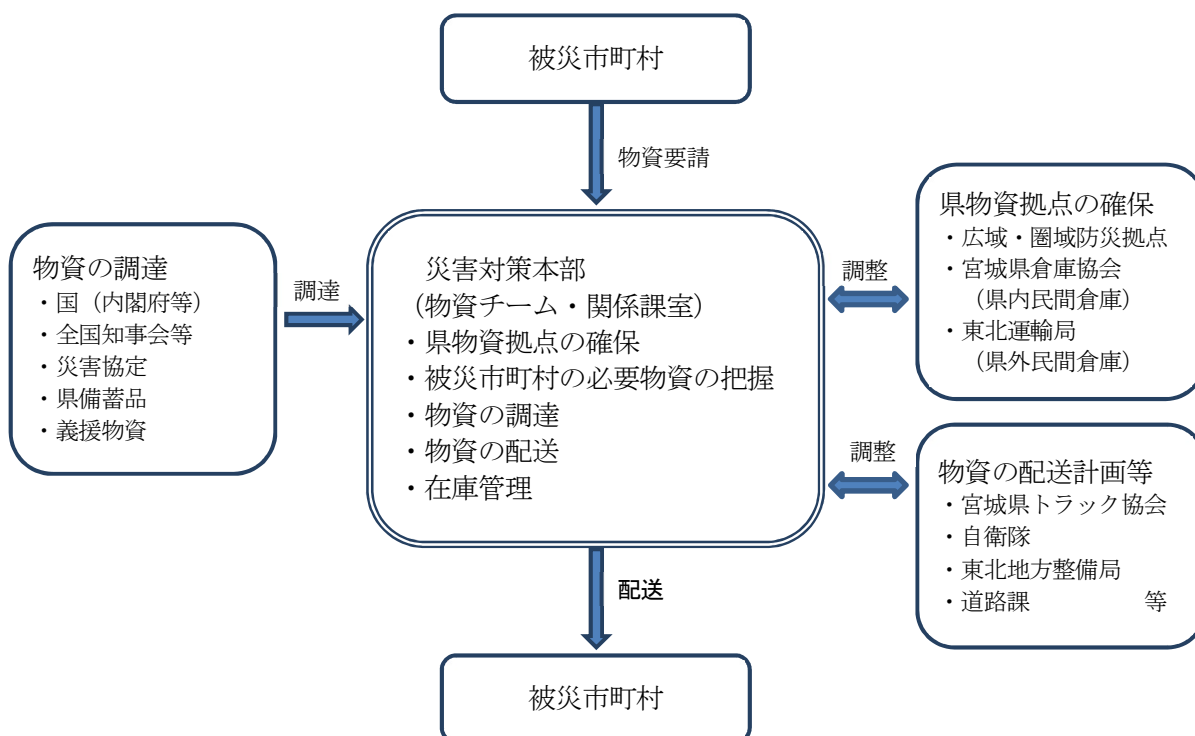 被災市町村
物資要請
物資の調達
・国（内閣府等）
・全国知事会等
・災害協定
・県備蓄品
・義援物資
調達
災害対策本部
（物資チーム・関係課室）
・県物資拠点の確保
・被災市町村の必要物資の把握
・物資の調達
・物資の配送
・在庫管理
調整
県物資拠点の確保
・広域・圏域防災拠点
・宮城県倉庫協会
（県内民間倉庫）
・東北運輸局
（県外民間倉庫）
調整
物資の配送計画等
・宮城県トラック協会
・自衛隊
・東北地方整備局
・道路課　　　　　等
配送
被災市町村